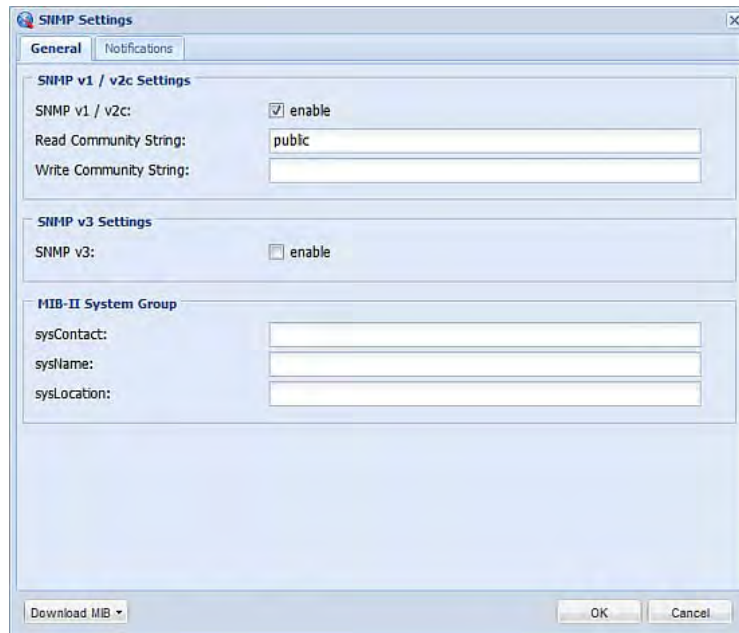 SNMP Settings
General Notifications
SNMP v1 / v2c Settings
SNMP v1 / v2c: enable
Read Community String: public
Write Community String:
SNMP v3 Settings
SNMP v3: enable
MIB-II System Group
sysContact:
sysName:
sysLocation:
Download MIB OK Cancel